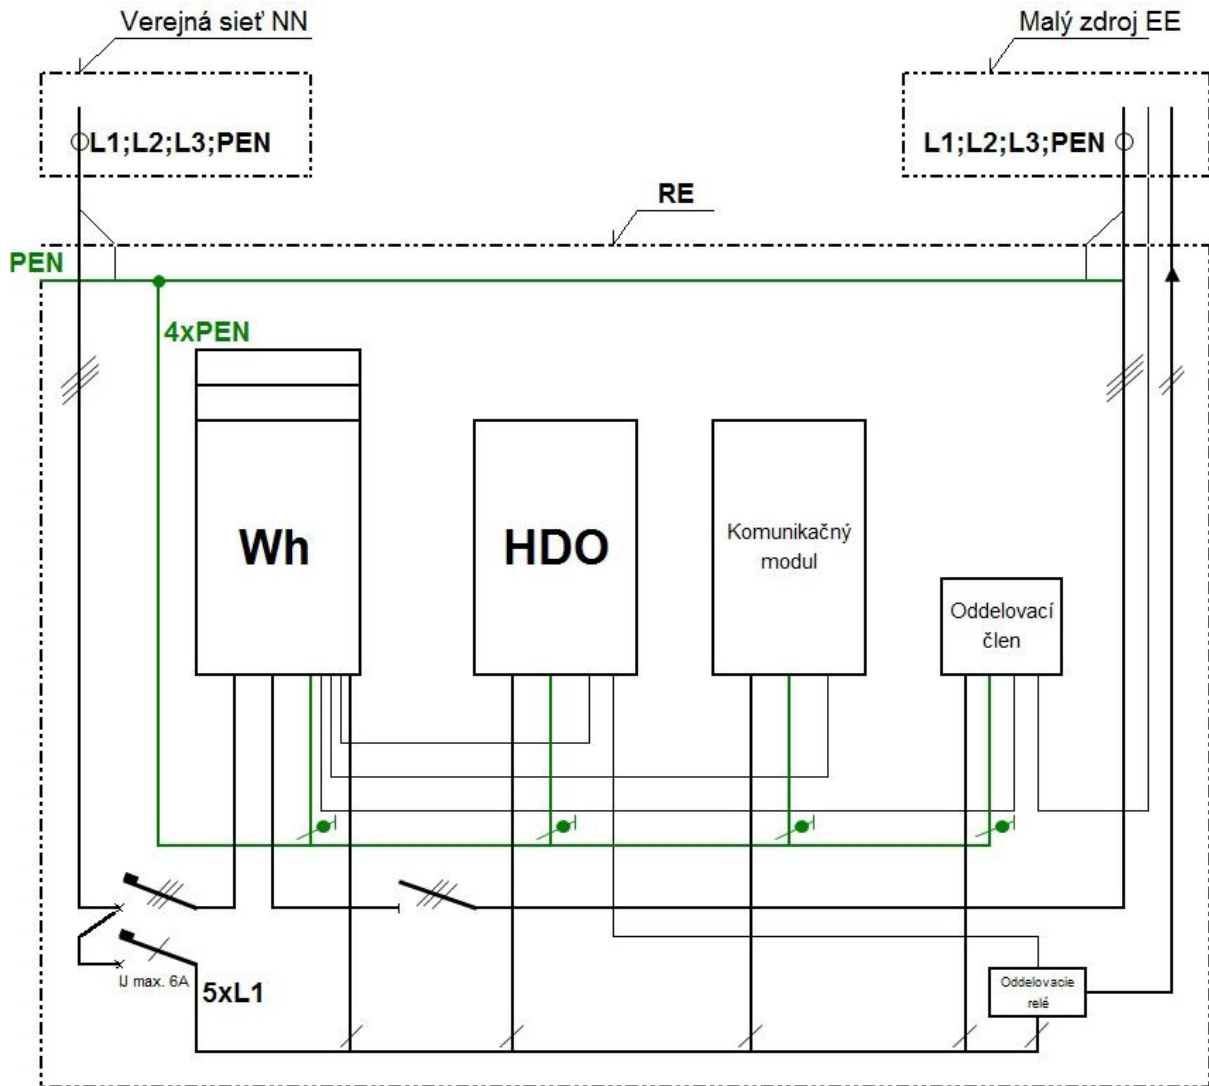 Verejná sieť NN
Malý zdroj EE
L1;L2;L3;PEN
L1;L2;L3;PEN
RE
PEN
4xPEN
Wh
HDO
Komunikačný
modul
Oddelovací
člen
IJ max. 6A
5xL1
Oddelovacie
relé